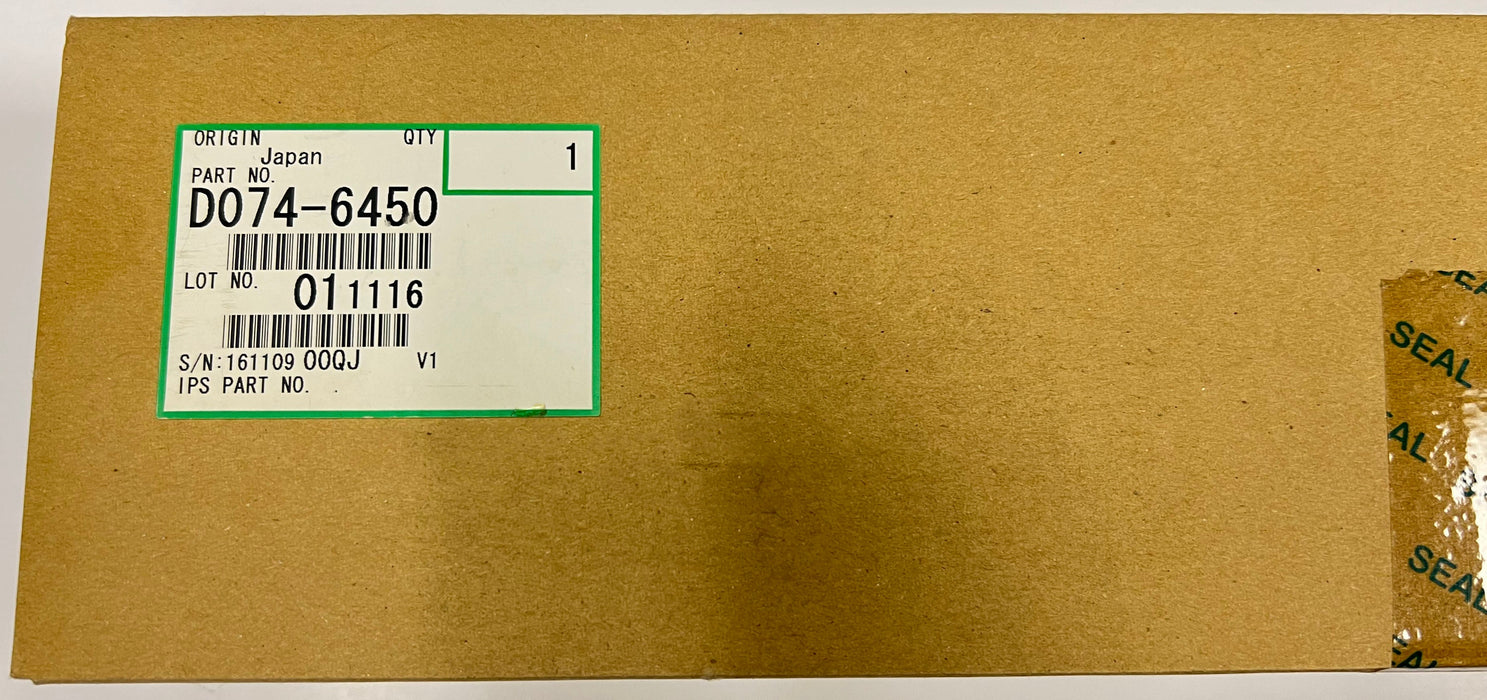 ORIGIN QTY
Japan 1
PART NO.
D074-6450
LOT NO. 011116
S/N:161109 00QJ V1
IPS PART NO.
SEAL
SEAL